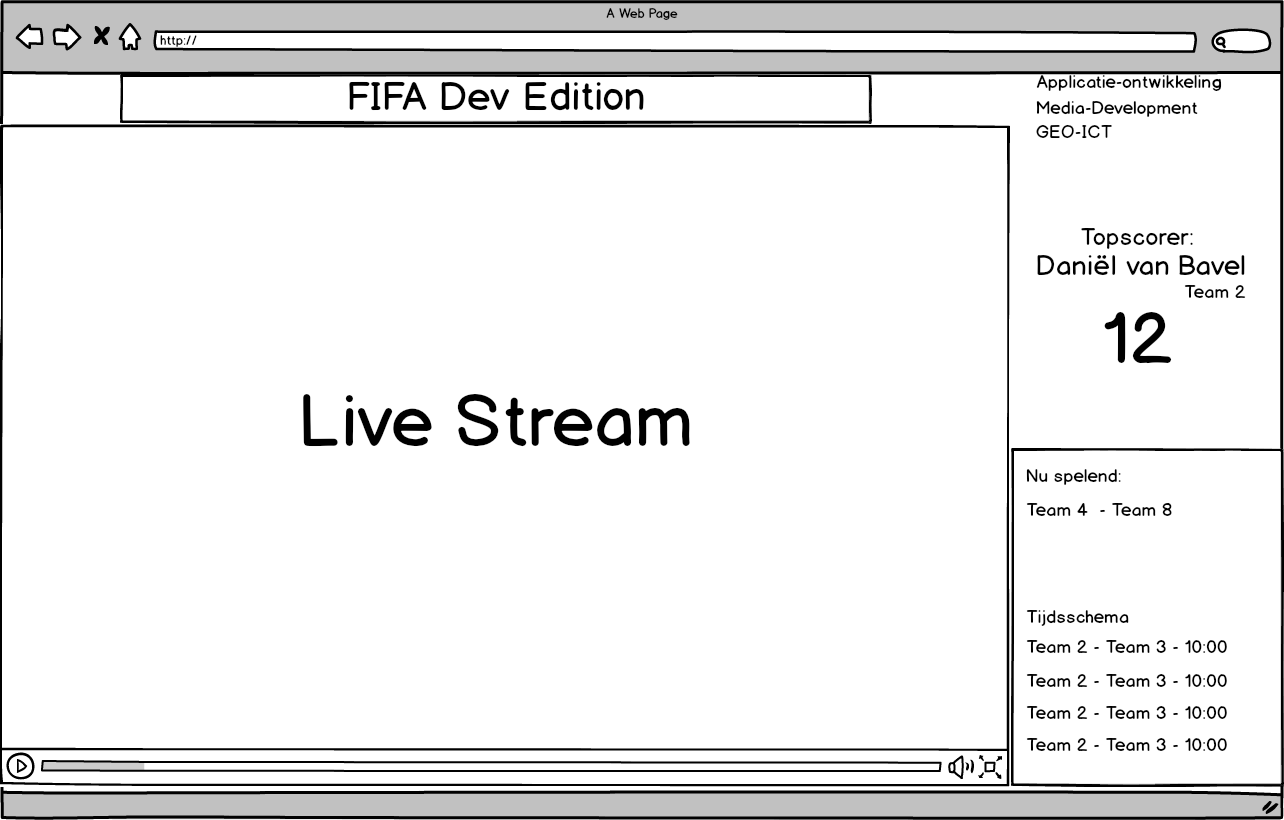 A Web Page
http://
FIFA Dev Edition
Applicatie-ontwikkeling
Media-Development
GEO-ICT
Live Stream
Topscorer:
Daniël van Bavel
Team 2
12
Nu spelend:
Team 4 - Team 8
Tijdsschema
Team 2 - Team 3 - 10:00
Team 2 - Team 3 - 10:00
Team 2 - Team 3 - 10:00
Team 2 - Team 3 - 10:00